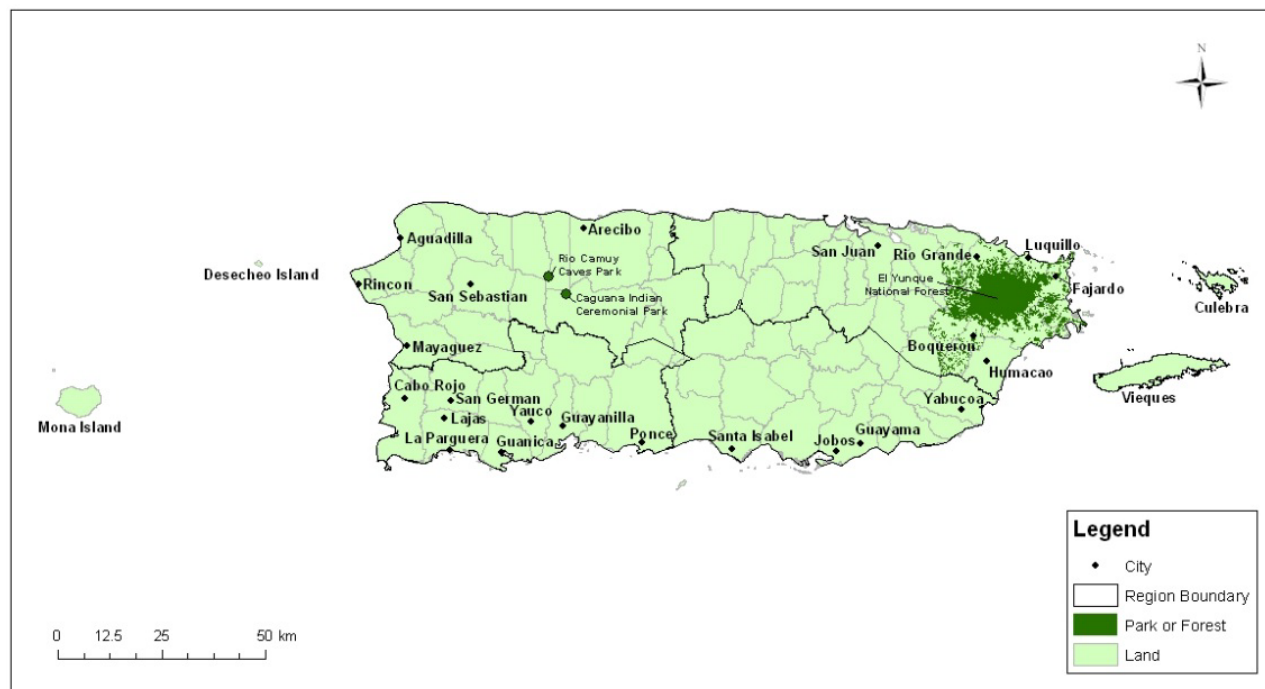 N
Arecibo
Aguadilla
San Juan
Rio Grande
Luquillo
Desecheo Island
Rio Camuy
Caves Park
Rincon
San Sebastian
El Yunque
National Forest
Fajardo
Caguana Indian
Ceremonial Park
Culebra
Mayaguez
Boqueron
Humacao
Cabo Rojo
San German
Yauco
Yabucoa
Vieques
Mona Island
Lajas
Guayanilla
La Parguera
Guanica
Ponce
Santa Isabel
Jobos
Guayama
Legend
City
Region Boundary
Park or Forest
Land
0 12.5 25 50 km